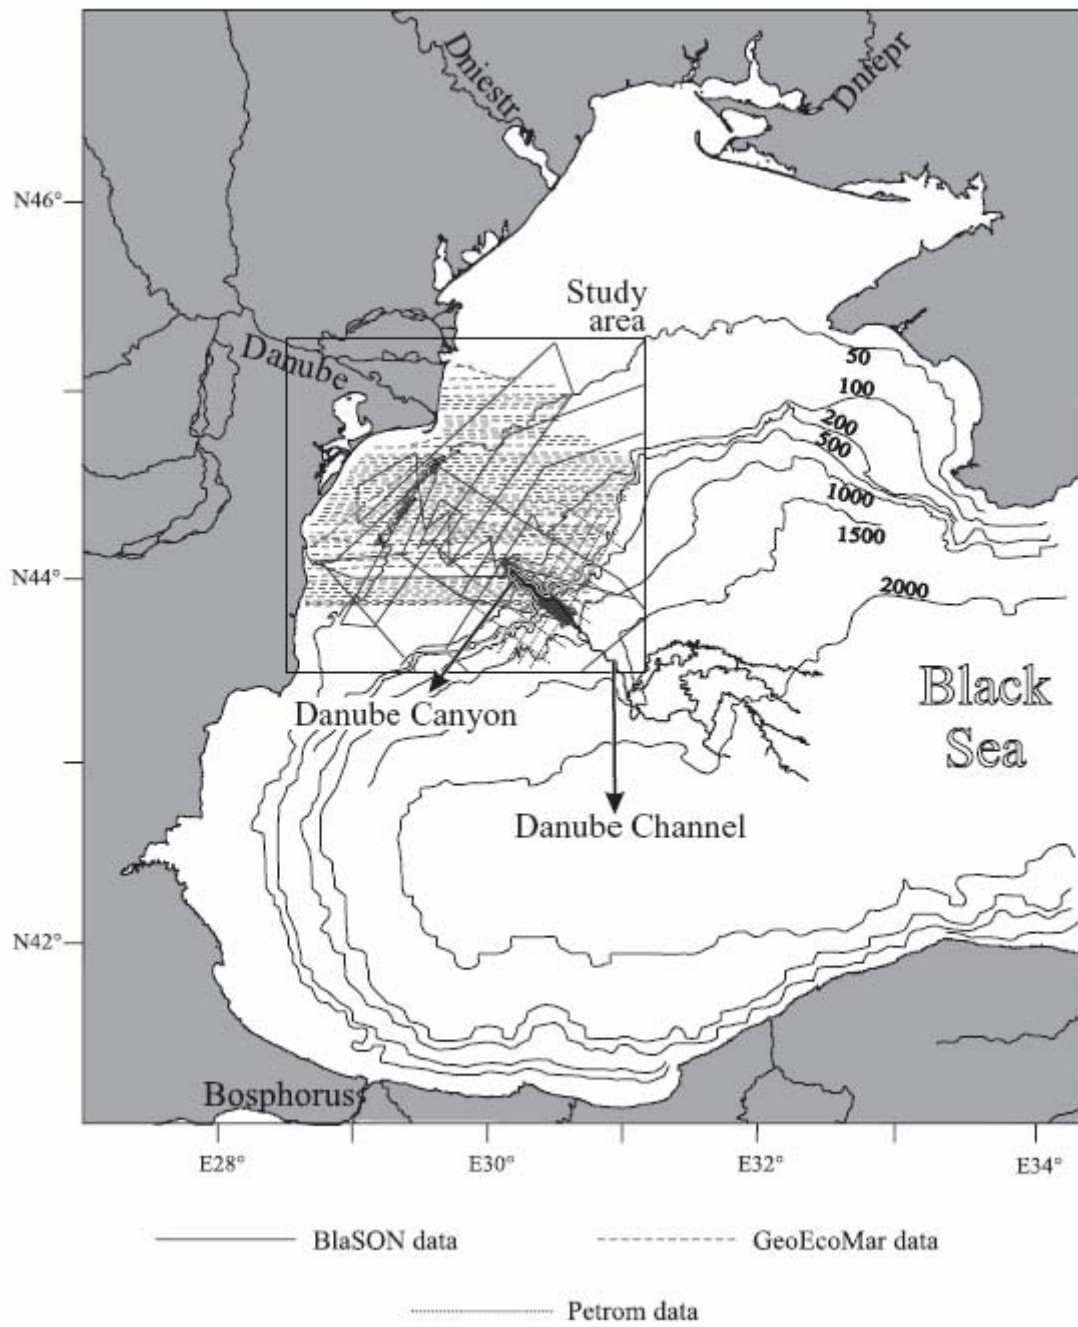 Dniestr
Dniepr
N46°
Study
area
50
Danube
100
200
500
1000
1500
N44°
2000
Black
Sea
Danube Canyon
Danube Channel
N42°
Bosphorus
E28°
E30°
E32°
E34°
BlaSON data
GeoEcoMar data
Petrom data